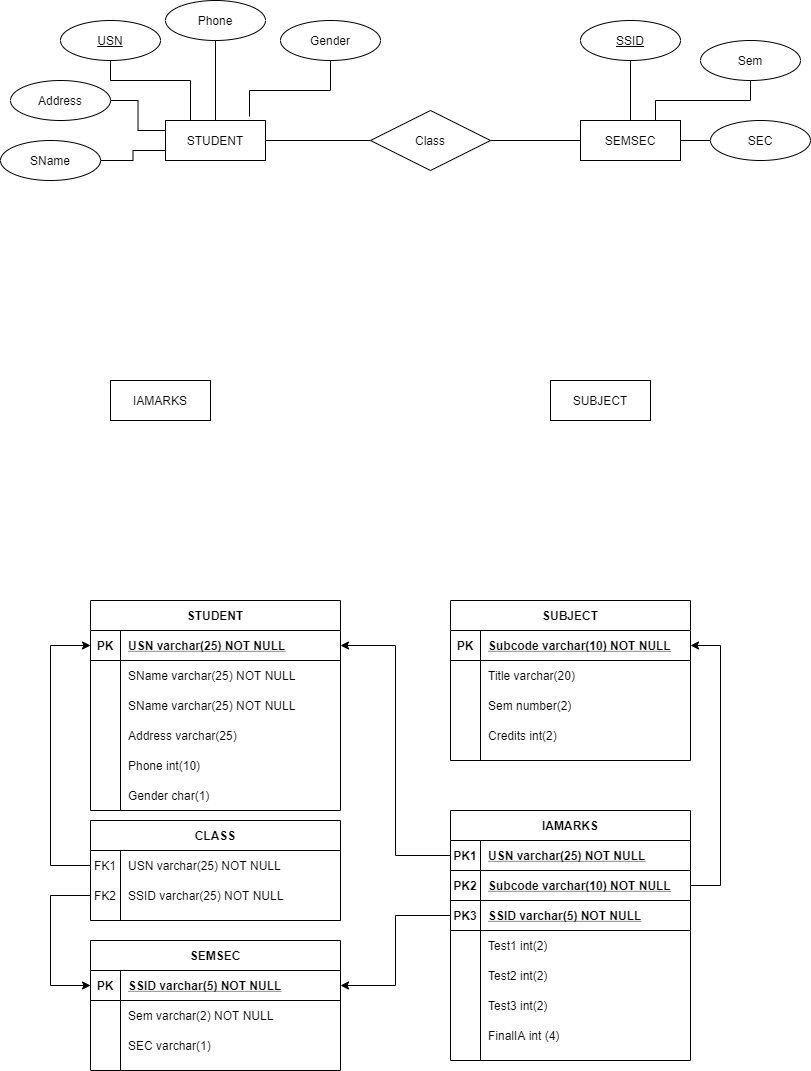 Phone
USN
Gender
SSID
Sem
Address
STUDENT
Class
SEMSEC
SEC
SName
IAMARKS
SUBJECT
STUDENT
PK USN varchar(25) NOT NULL
SName varchar(25) NOT NULL
SName varchar(25) NOT NULL
Address varchar(25)
Phone int(10)
Gender char(1)
SUBJECT
PK Subcode varchar(10) NOT NULL
Title varchar(20)
Sem number(2)
Credits int(2)
CLASS
FK1 USN varchar(25) NOT NULL
FK2 SSID varchar(25) NOT NULL
IAMARKS
PK1 USN varchar(25) NOT NULL
PK2 Subcode varchar(10) NOT NULL
PK3 SSID varchar(5) NOT NULL
Test1 int(2)
Test2 int(2)
Test3 int(2)
FinalIA int (4)
SEMSEC
PK SSID varchar(5) NOT NULL
Sem varchar(2) NOT NULL
SEC varchar(1)